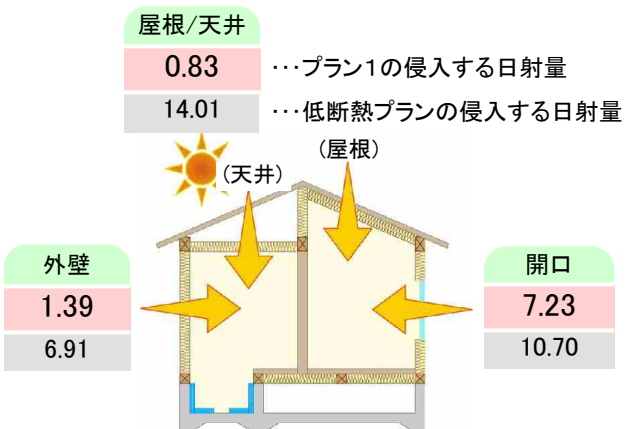 屋根/天井
0.83 ···プラン1の侵入する日射量
14.01 ···低断熱プランの侵入する日射量
(屋根)
(天井)
外壁
1.39
6.91
開口
7.23
10.70